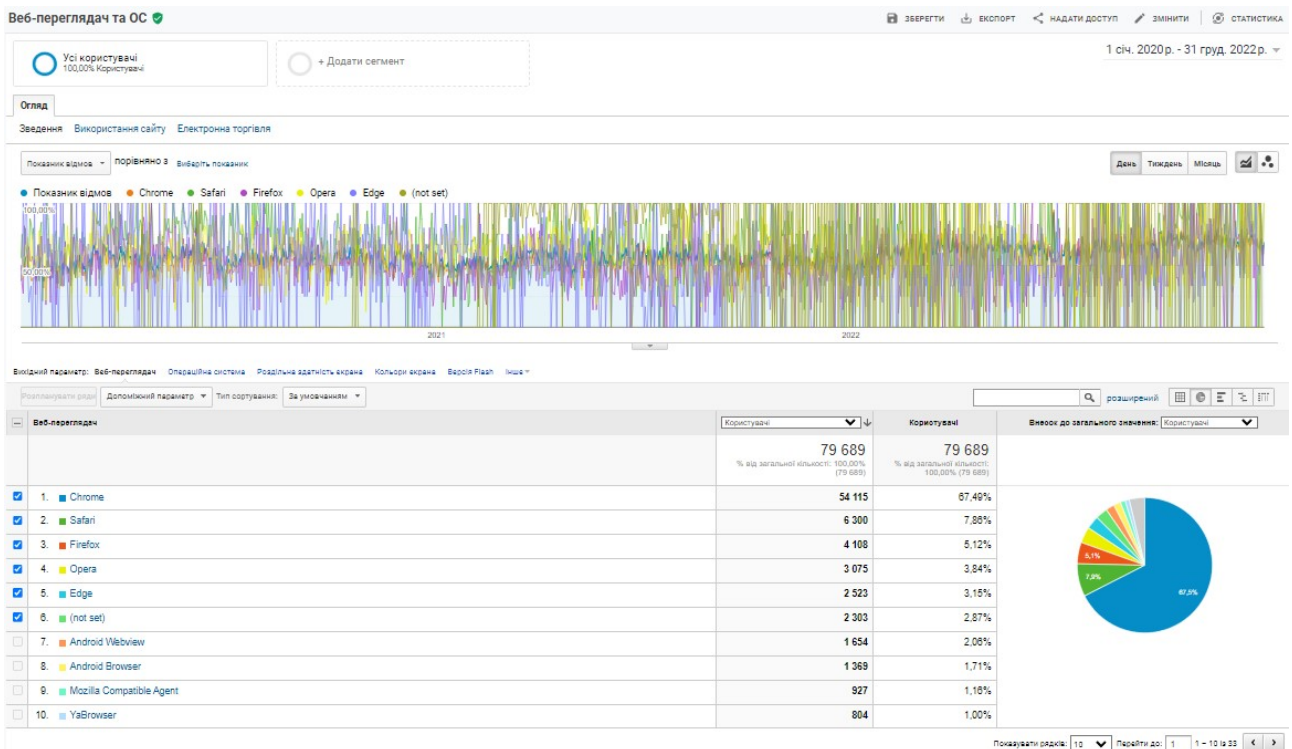 Веб-переглядач та ОС
ЗБЕРЕГТИ ЕКСПОРТ НАДАТИ ДОСТУП ЗМІНИТИ СТАТИСТИКА
Усі користувачі
100,00% Користувачі
+ Додати сегмент
1 січ. 2020 р. - 31 груд. 2022 р.
Огляд
Зведення Використання сайту Електронна торгівля
Показник відмов порівняно з Виберіть показник
День Тиждень Місяць
Показник відмов Chrome Safari Firefox Opera Edge (not set)
100,00%
50,00%
2021 2022
Вихідний параметр: Веб-переглядач Операційна система Роздільна здатність екрана Кольори екрана Версія Flash Інше
Розпланувати ряди Допоміжний параметр Тип сортування: За умовчанням
розширений
Веб-переглядач Користувачі Користувачі Внесок до загального значення: Користувачі
79 689 79 689
% від загальної кількості: 100,00% (79 689) % від загальної кількості: 100,00% (79 689)
1. Chrome 54 115 67,49%
2. Safari 6 300 7,86%
3. Firefox 4 108 5,12%
4. Opera 3 075 3,84%
5. Edge 2 523 3,15%
6. (not set) 2 303 2,87%
7. Android Webview 1 654 2,06%
8. Android Browser 1 369 1,71%
9. Mozilla Compatible Agent 927 1,16%
10. YaBrowser 804 1,00%
5,1%
7,9%
67,5%
Показувати рядків: 10 Перейти до: 1 1 – 10 із 33